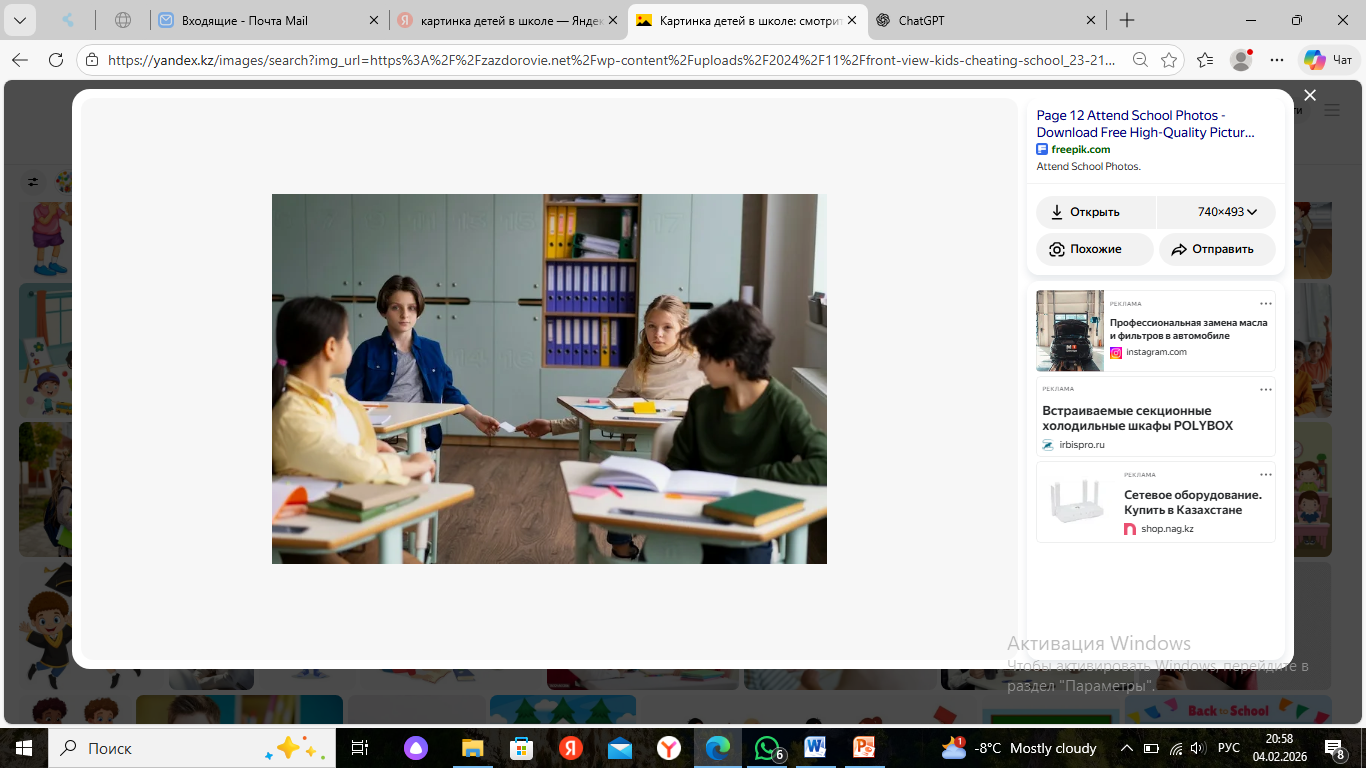 Входящие - Почта Mail
картинка детей в школе — Яндек
Картинка детей в школе: смотрит
ChatGPT
https://yandex.kz/images/search?img_url=https%3A%2F%2Fzazdorovie.net%2Fwp-content%2Fuploads%2F2024%2F11%2Ffront-view-kids-cheating-school_23-21...
Чат
Page 12 Attend School Photos -
Download Free High-Quality Pictur...
freepik.com
Attend School Photos.
Открыть
740×493
Похожие
Отправить
РЕКЛАМА
Профессиональная замена масла
и фильтров в автомобиле
instagram.com
РЕКЛАМА
Встраиваемые секционные
холодильные шкафы POLYBOX
irbispro.ru
РЕКЛАМА
Сетевое оборудование.
Купить в Казахстане
shop.nag.kz
Активация Windows
Чтобы активировать Windows, перейдите в
раздел "Параметры".
Back to School
Поиск
6
1
-8°C Mostly cloudy
РУС
20:58
04.02.2026
8